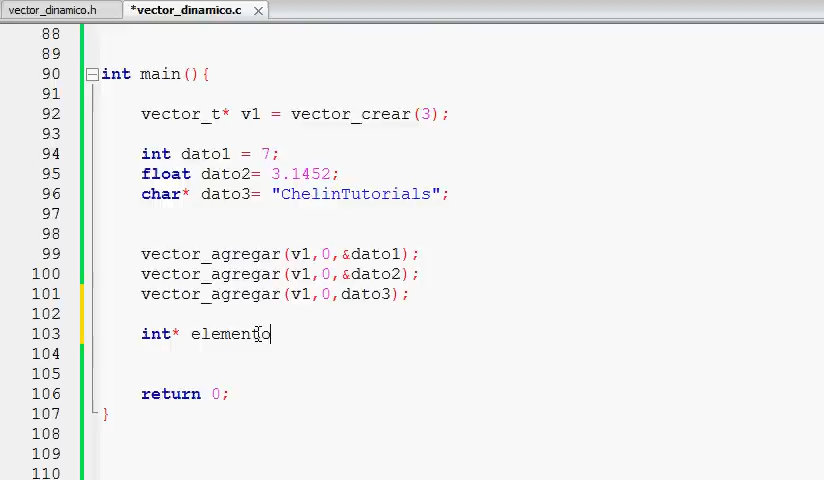 vector_dinamico.h
*vector_dinamico.c
88
89
90 int main(){
91
92 vector_t* v1 = vector_crear(3);
93
94 int dato1 = 7;
95 float dato2= 3.1452;
96 char* dato3= "ChelinTutorials";
97
98
99 vector_agregar(v1,0,&dato1);
100 vector_agregar(v1,0,&dato2);
101 vector_agregar(v1,0,dato3);
102
103 int* elemento
104
105
106 return 0;
107 }
108
109
110